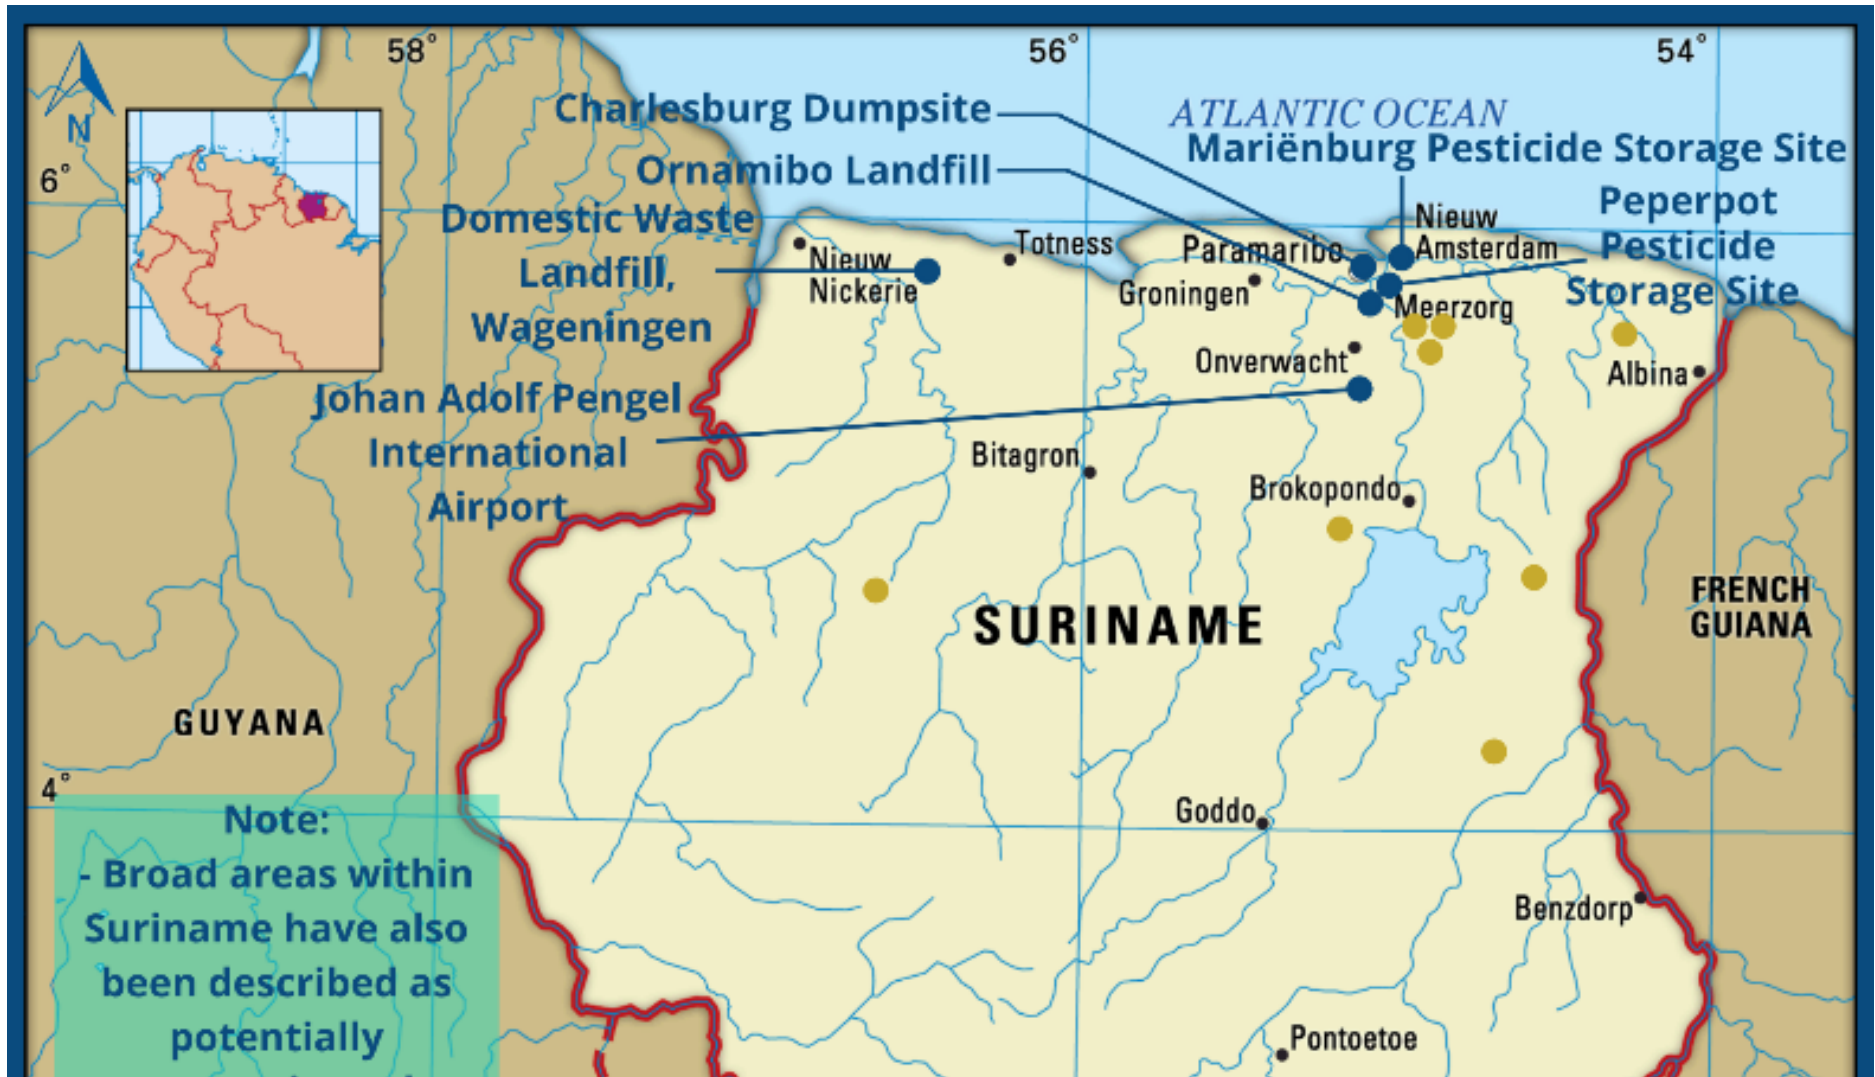 58°
56°
54°
N
Charlesburg Dumpsite
ATLANTIC OCEAN
Mariënburg Pesticide Storage Site
6°
Ornamibo Landfill
Peperpot
Pesticide
Storage Site
Domestic Waste
Landfill,
Wageningen
Nieuw
Nickerie
Totness
Paramaribo
Nieuw
Amsterdam
Groningen
Meerzorg
Onverwacht
Albina
Johan Adolf Pengel
International
Airport
Bitagron
Brokopondo
SURINAME
FRENCH
GUIANA
GUYANA
4°
Goddo
Benzdorp
Pontoetoe
Note:
- Broad areas within
Suriname have also
been described as
potentially